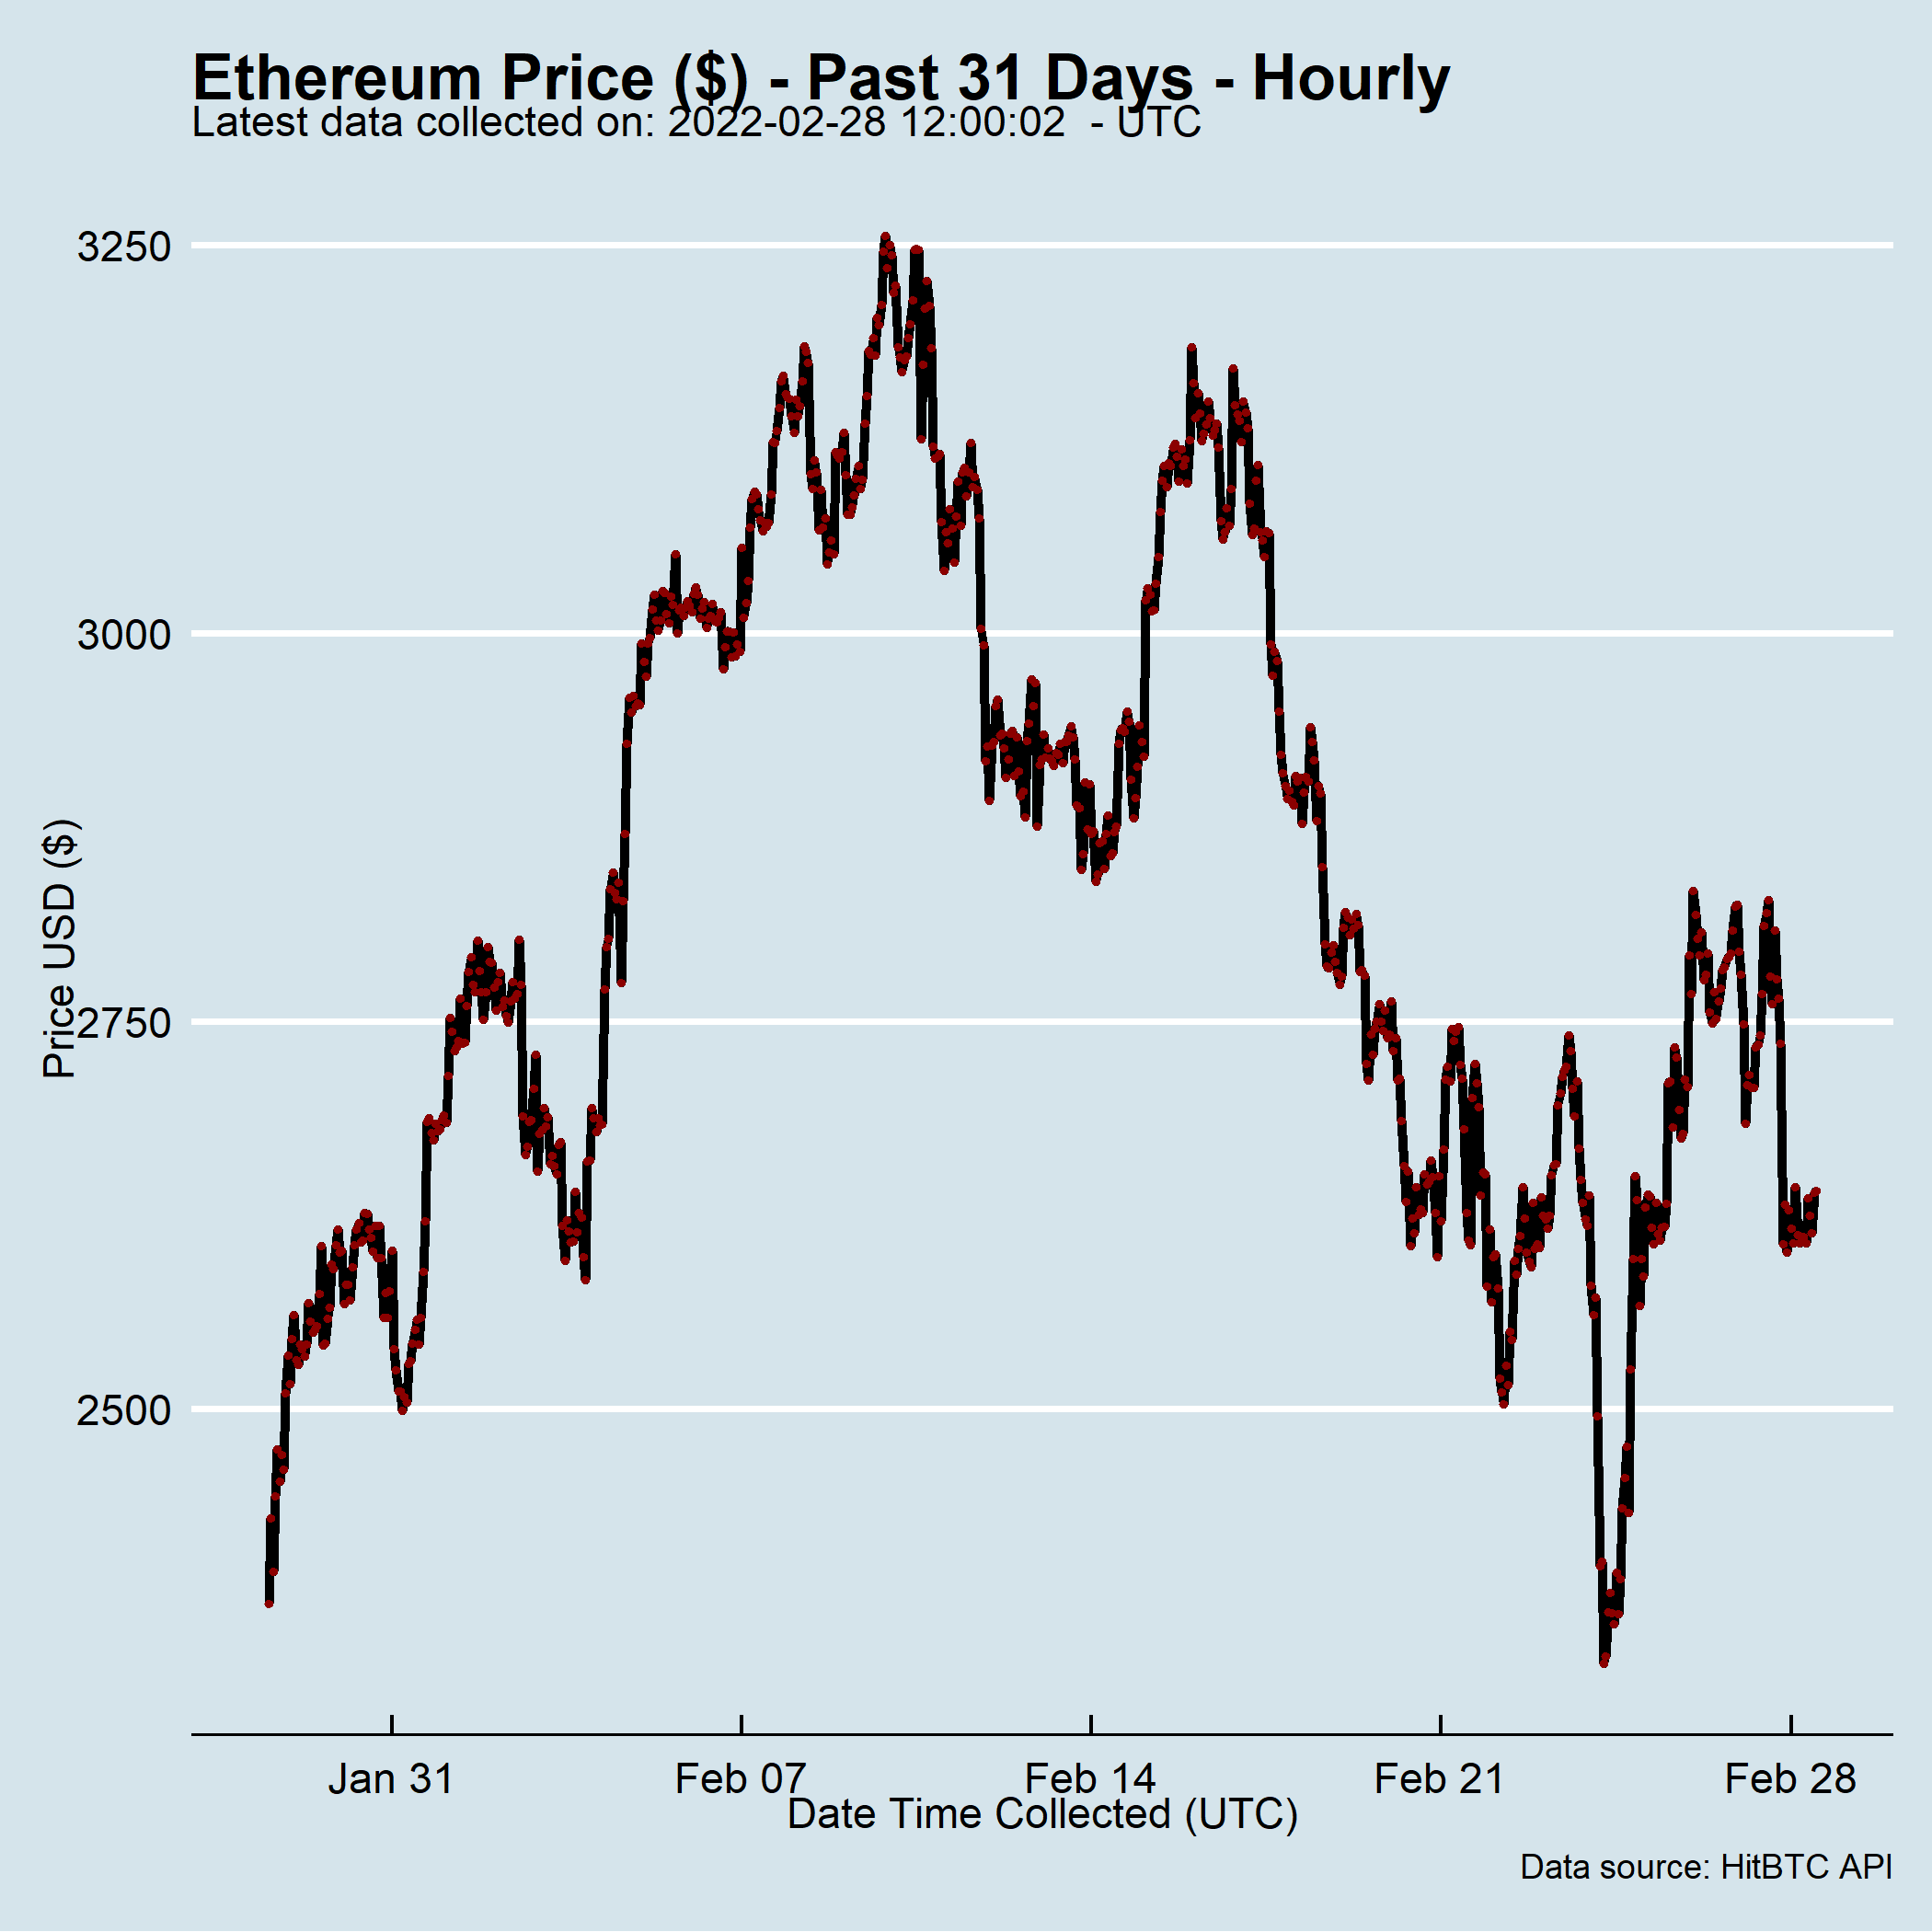 Ethereum Price ($) - Past 31 Days - Hourly
Latest data collected on: 2022-02-28 12:00:02  - UTC
3250
3000
2750
2500
Price USD ($)
Jan 31
Feb 07
Feb 14
Feb 21
Feb 28
Date Time Collected (UTC)
Data source: HitBTC API